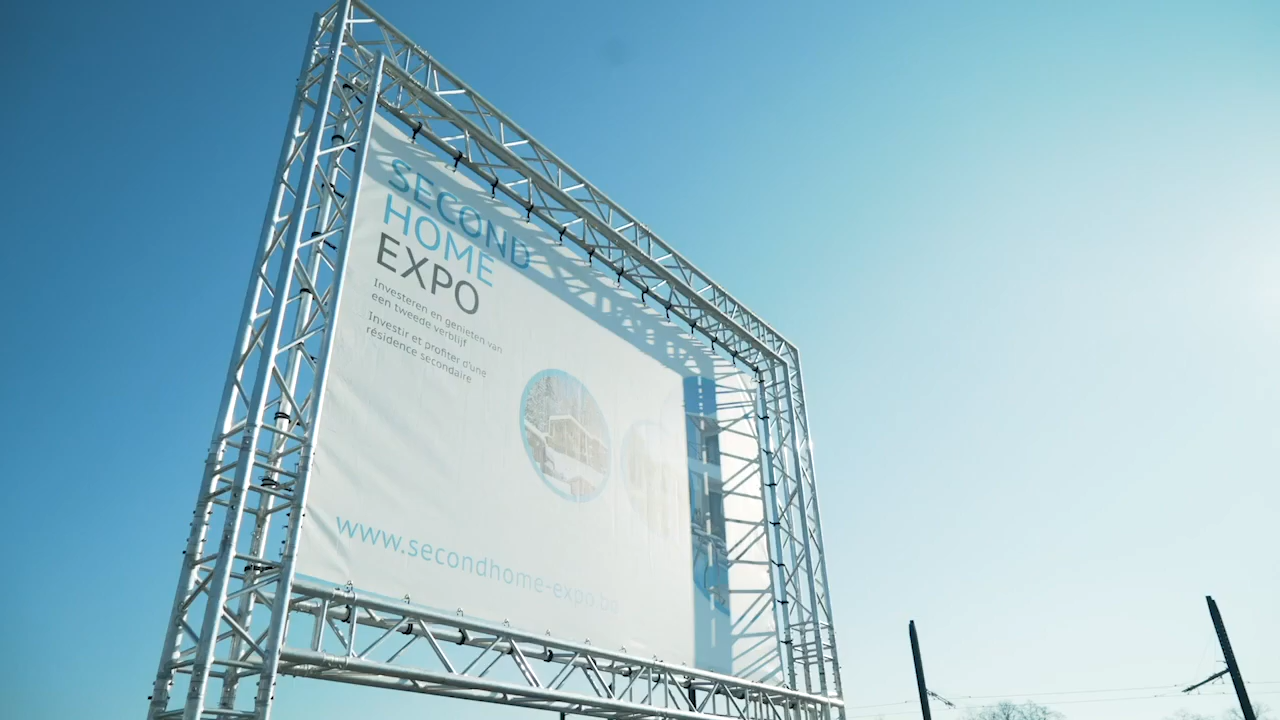 SECOND
HOME
EXPO
Investeren en genieten van
een tweede verblijf
Investir et profiter d'une
résidence secondaire
www.secondhome-expo.be